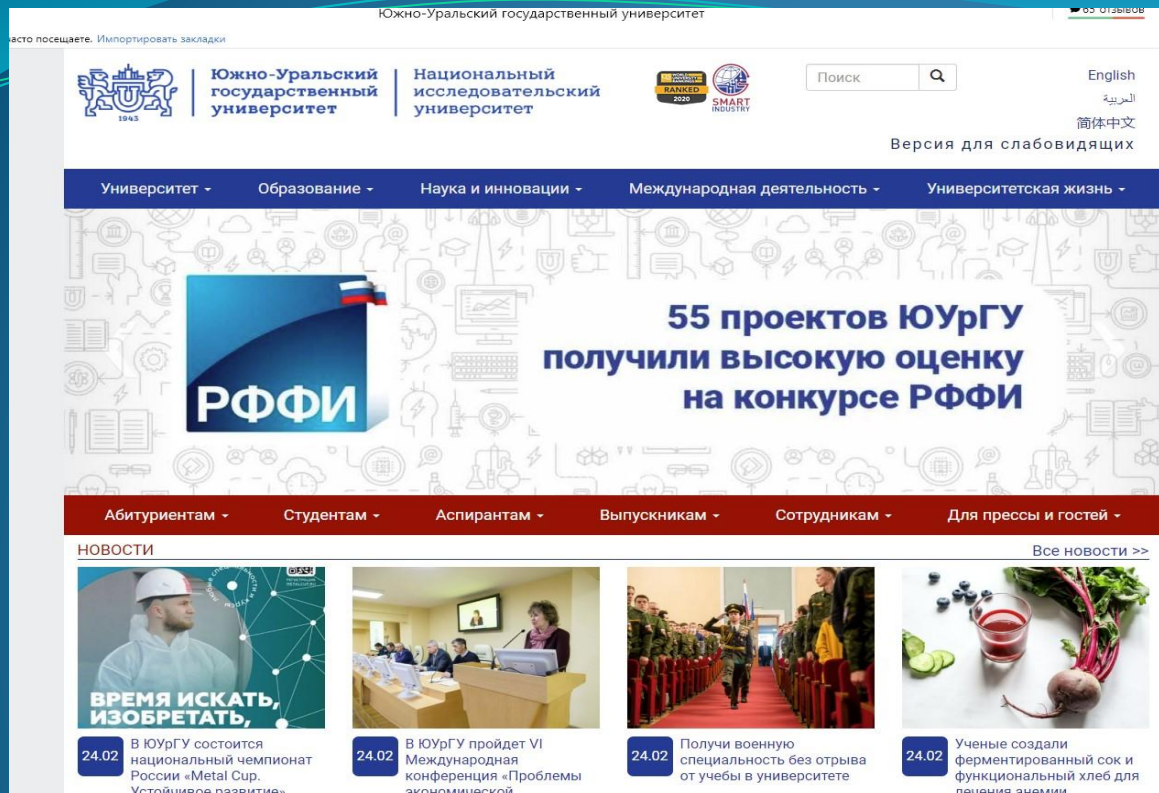 Южно-Уральский государственный университет
65 отзывов
часто посещаете. Импортировать закладки
1943
Южно-Уральский
государственный
университет
Национальный
исследовательский
университет
RANKED
2020
SMART
INDUSTRY
Поиск
English
العربية
简体中文
Версия для слабовидящих
Университет
Образование
Наука и инновации
Международная деятельность
Университетская жизнь
РФФИ
55 проектов ЮУрГУ
получили высокую оценку
на конкурсе РФФИ
Абитуриентам
Студентам
Аспирантам
Выпускникам
Сотрудникам
Для прессы и гостей
НОВОСТИ
Все новости >>
ВРЕМЯ ИСКАТЬ,
ИЗОБРЕТАТЬ,
24.02
В ЮУрГУ состоится
национальный чемпионат
России «Metal Cup.
Устойчивое развитие»
24.02
В ЮУрГУ пройдет VI
Международная
конференция «Проблемы
экономической
24.02
Получи военную
специальность без отрыва
от учебы в университете
24.02
Ученые создали
ферментированный сок и
функциональный хлеб для
лечения анемии